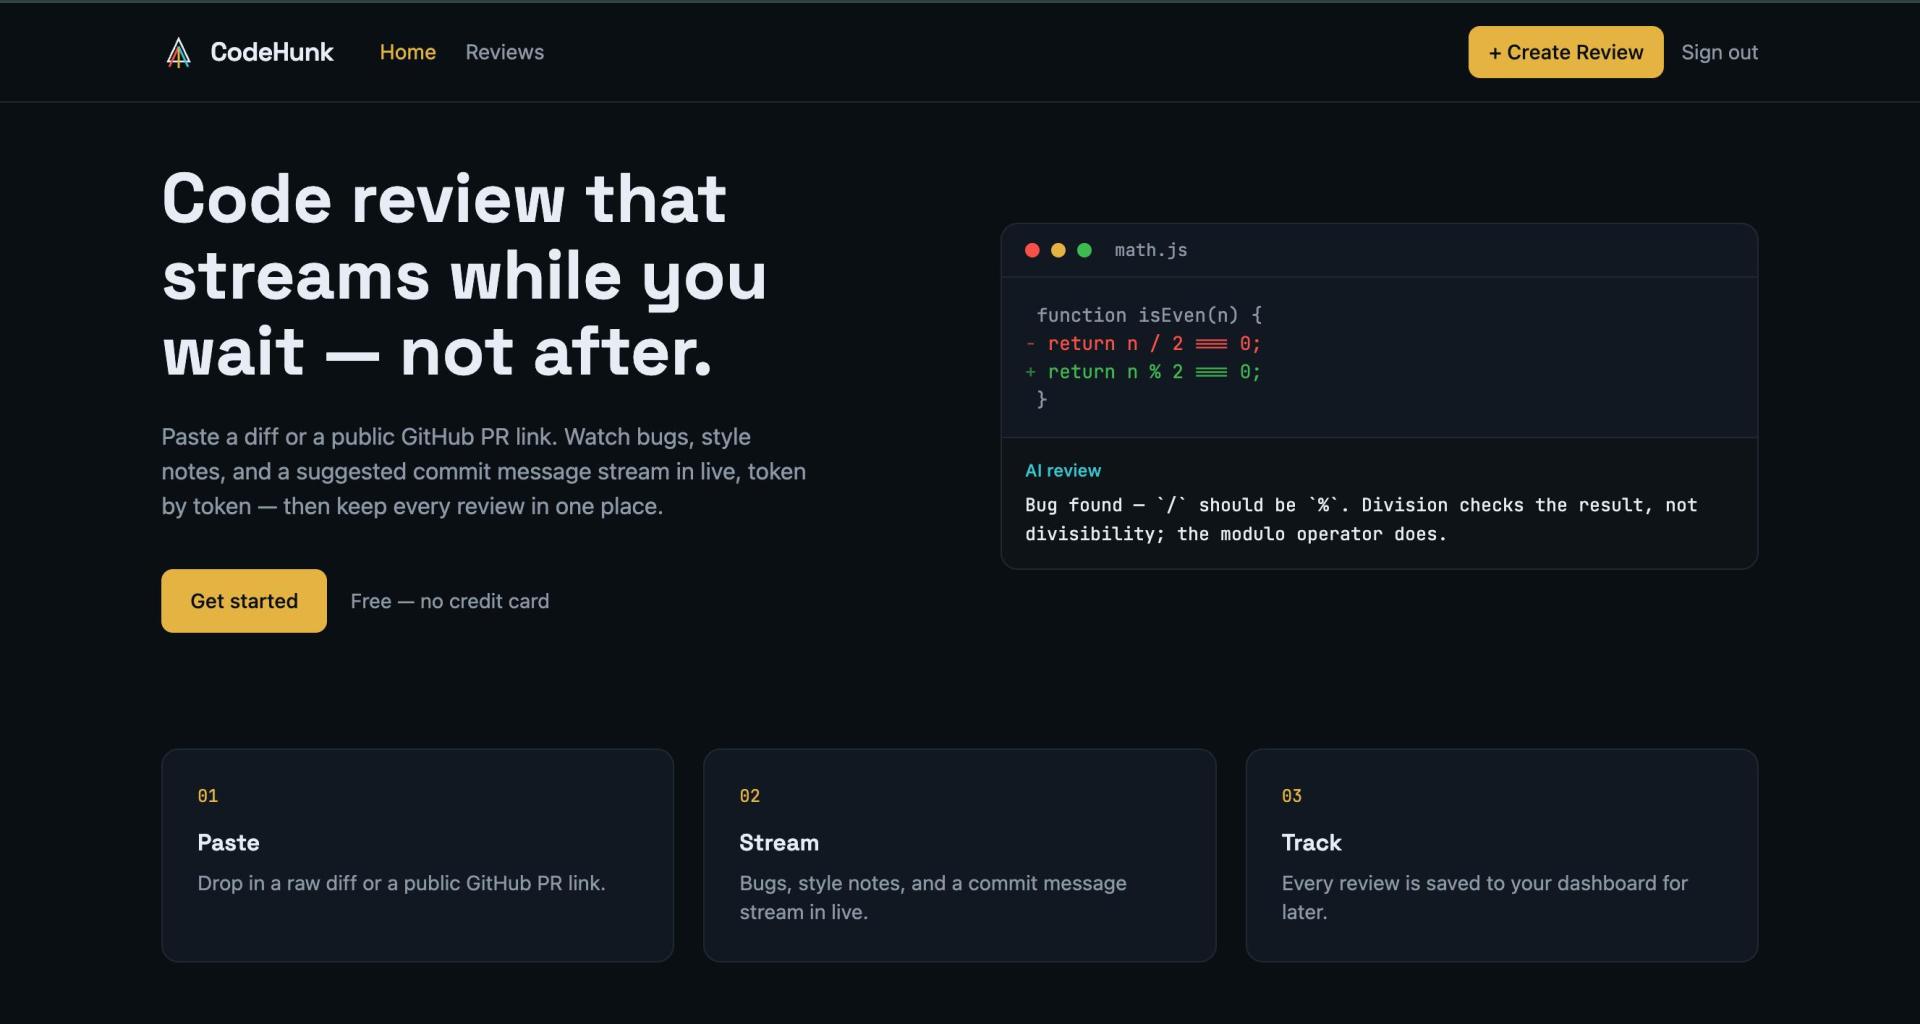 CodeHunk
Home
Reviews
+ Create Review
Sign out
Code review that
streams while you
wait — not after.
Paste a diff or a public GitHub PR link. Watch bugs, style
notes, and a suggested commit message stream in live, token
by token — then keep every review in one place.
Get started
Free — no credit card
math.js
function isEven(n) {
- return n / 2 === 0;
+ return n % 2 === 0;
}
AI review
Bug found — `/` should be `%`. Division checks the result, not
divisibility; the modulo operator does.
01
Paste
Drop in a raw diff or a public GitHub PR link.
02
Stream
Bugs, style notes, and a commit message
stream in live.
03
Track
Every review is saved to your dashboard for
later.